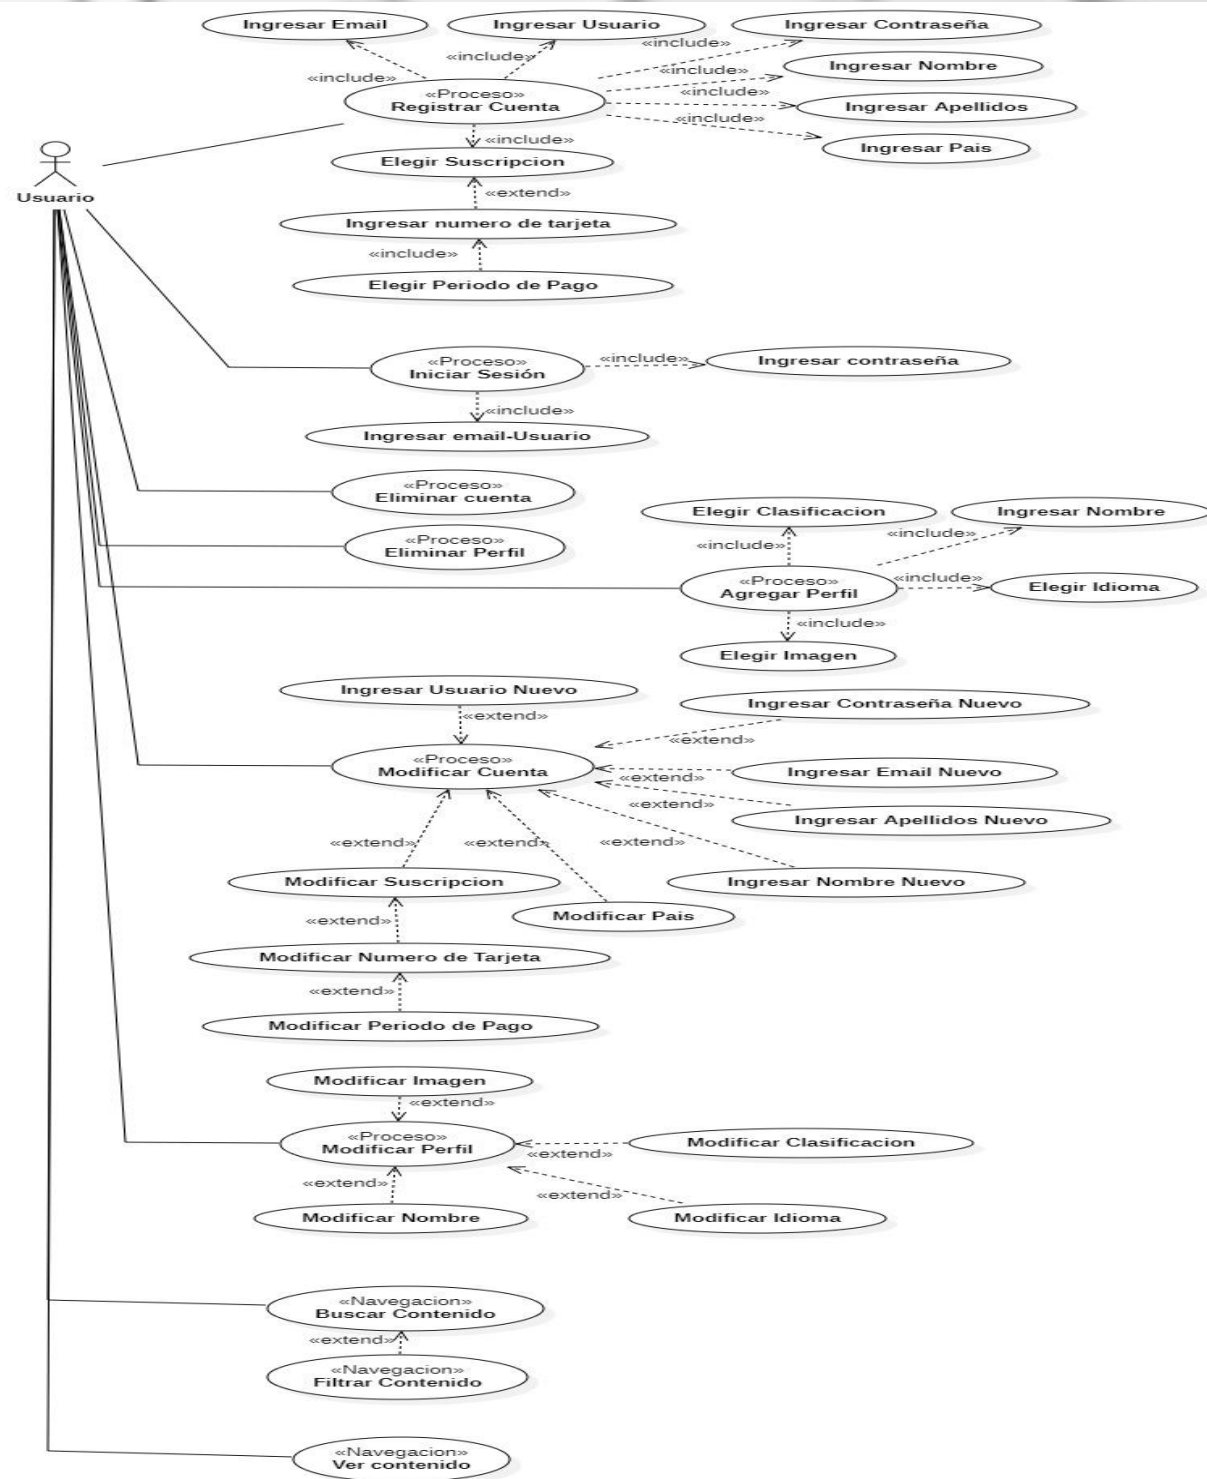 Ingresar Email
Ingresar Usuario
Ingresar Contraseña
«include»
«include»
«include»
Ingresar Nombre
«include»
«include»
«Proceso»
Registrar Cuenta
Ingresar Apellidos
«include»
«include»
Ingresar Pais
Elegir Suscripcion
«extend»
Usuario
Ingresar numero de tarjeta
«include»
Elegir Periodo de Pago
«Proceso»
Iniciar Sesión
«include»
Ingresar contraseña
«include»
Ingresar email-Usuario
«Proceso»
Eliminar cuenta
Elegir Clasificacion
Ingresar Nombre
«include»
«include»
«Proceso»
Eliminar Perfil
«Proceso»
Agregar Perfil
«include»
Elegir Idioma
«include»
Elegir Imagen
Ingresar Usuario Nuevo
Ingresar Contraseña Nuevo
«extend»
«extend»
«Proceso»
Modificar Cuenta
Ingresar Email Nuevo
«extend»
«extend»
Ingresar Apellidos Nuevo
«extend»
«extend»
«extend»
Modificar Suscripcion
Ingresar Nombre Nuevo
Modificar Pais
«extend»
Modificar Numero de Tarjeta
«extend»
Modificar Periodo de Pago
Modificar Imagen
«extend»
«Proceso»
Modificar Perfil
Modificar Clasificacion
«extend»
«extend»
«extend»
Modificar Nombre
Modificar Idioma
«Navegacion»
Buscar Contenido
«extend»
«Navegacion»
Filtrar Contenido
«Navegacion»
Ver contenido